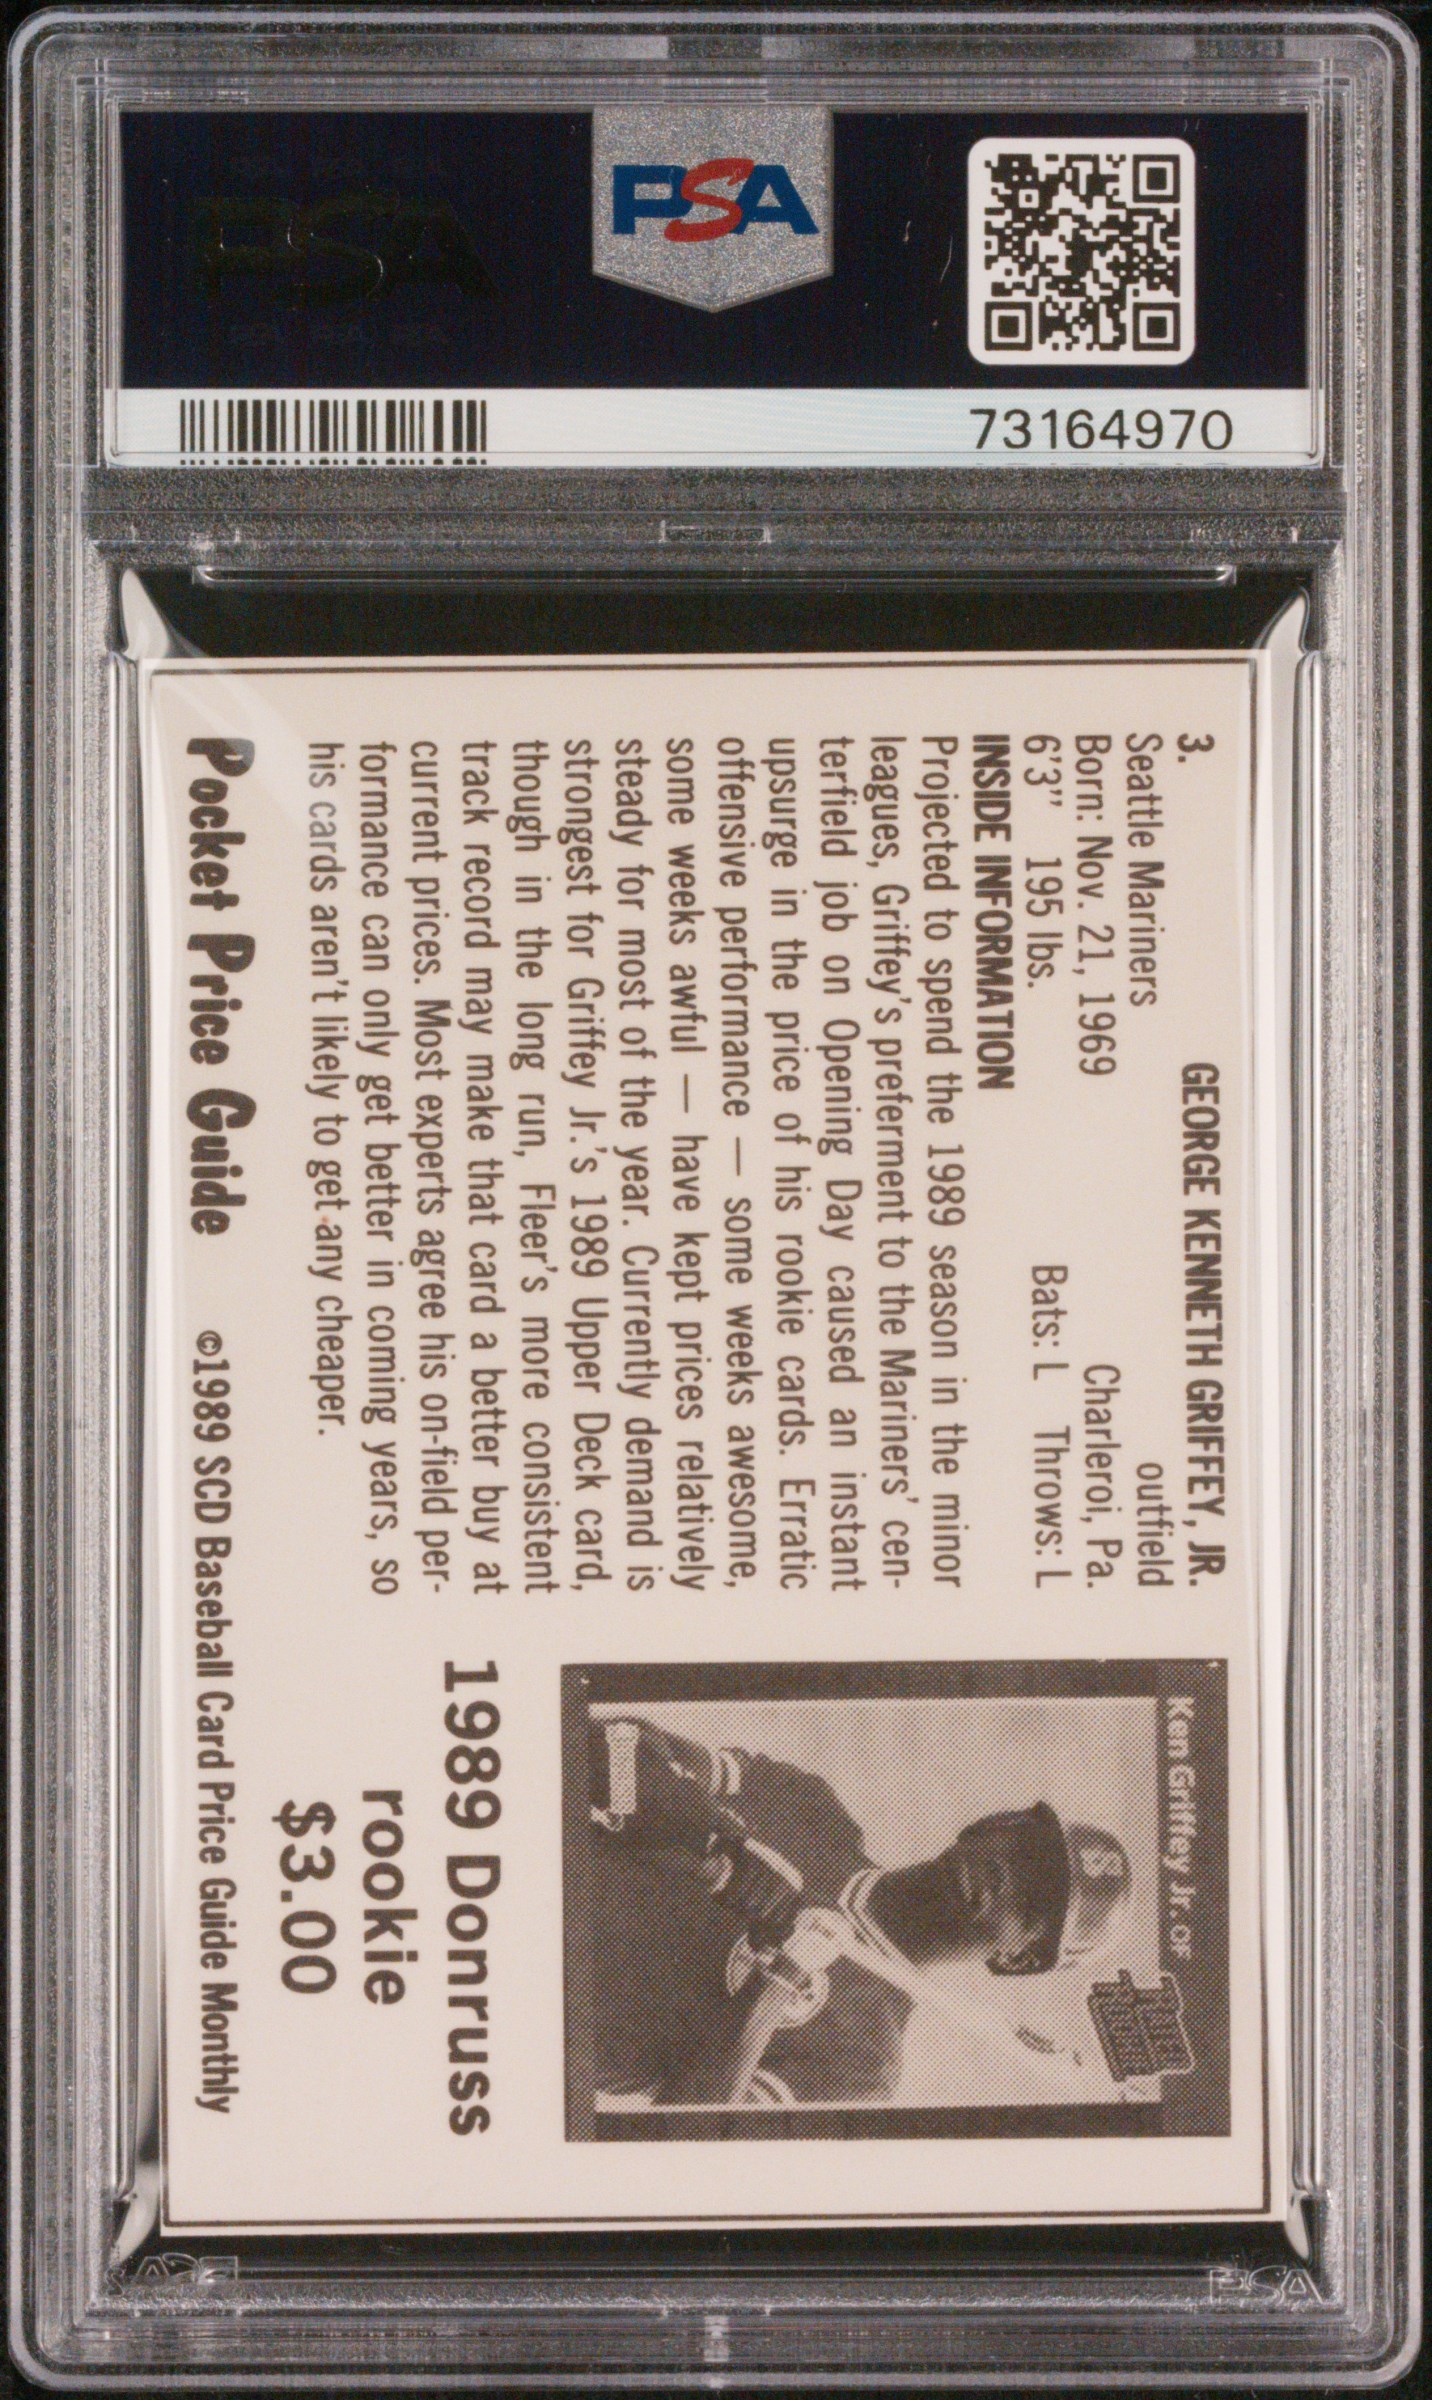 PSA
73164970
3.
GEORGE KENNETH GRIFFEY, JR.
Seattle Mariners outfield
Born: Nov. 21, 1969 Charleroi, Pa.
6'3" 195 lbs. Bats: L Throws: L
INSIDE INFORMATION
Projected to spend the 1989 season in the minor
leagues, Griffey's preferment to the Mariners' cen-
terfield job on Opening Day caused an instant
upsurge in the price of his rookie cards. Erratic
offensive performance — some weeks awesome,
some weeks awful — have kept prices relatively
steady for most of the year. Currently demand is
strongest for Griffey Jr.'s 1989 Upper Deck card,
though in the long run, Fleer's more consistent
track record may make that card a better buy at
current prices. Most experts agree his on-field per-
formance can only get better in coming years, so
his cards aren't likely to get any cheaper.
Ken Griffey Jr. OF
RATED
ROOKIE
1989 Donruss
rookie
$3.00
Pocket Price Guide ©1989 SCD Baseball Card Price Guide Monthly
PSA
PSA
PSA